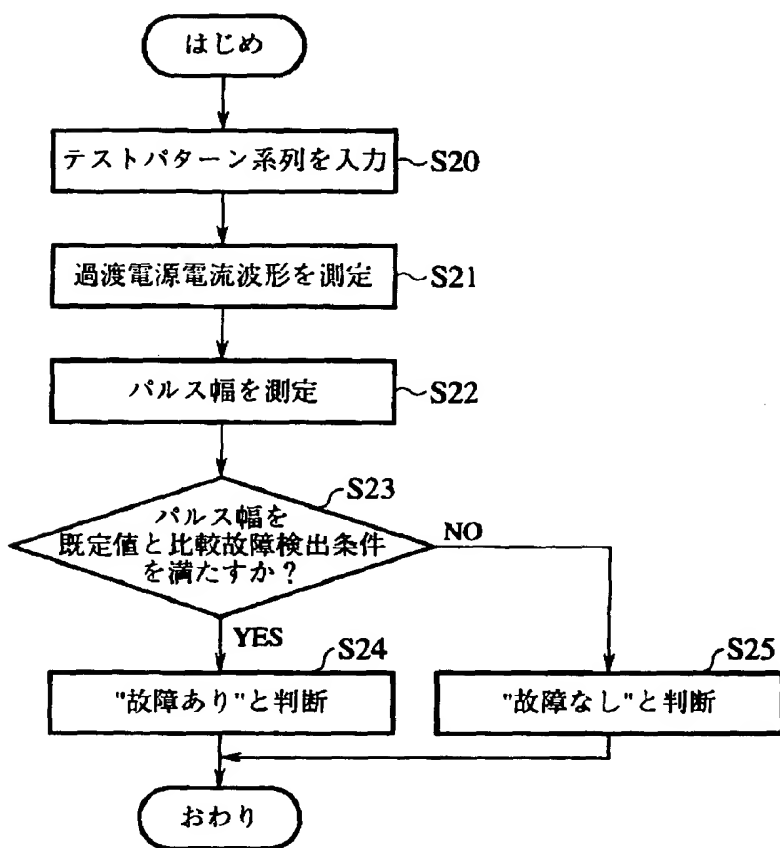 はじめ
テストパターン系列を入力 S20
過渡電源電流波形を測定 S21
パルス幅を測定 S22
S23
パルス幅を
既定値と比較故障検出条件
を満たすか？
NO
YES
S24
"故障あり"と判断
S25
"故障なし"と判断
おわり